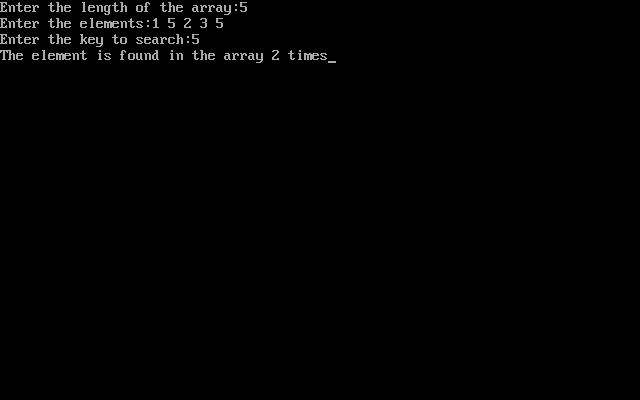 Enter the length of the array:5
Enter the elements:1 5 2 3 5
Enter the key to search:5
The element is found in the array 2 times_